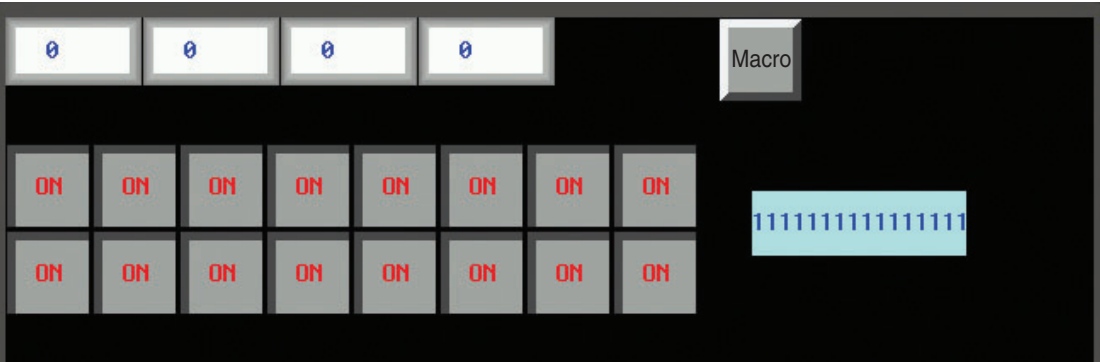 0 0 0 0
Macro
ON ON ON ON ON ON ON ON
1111111111111111
ON ON ON ON ON ON ON ON